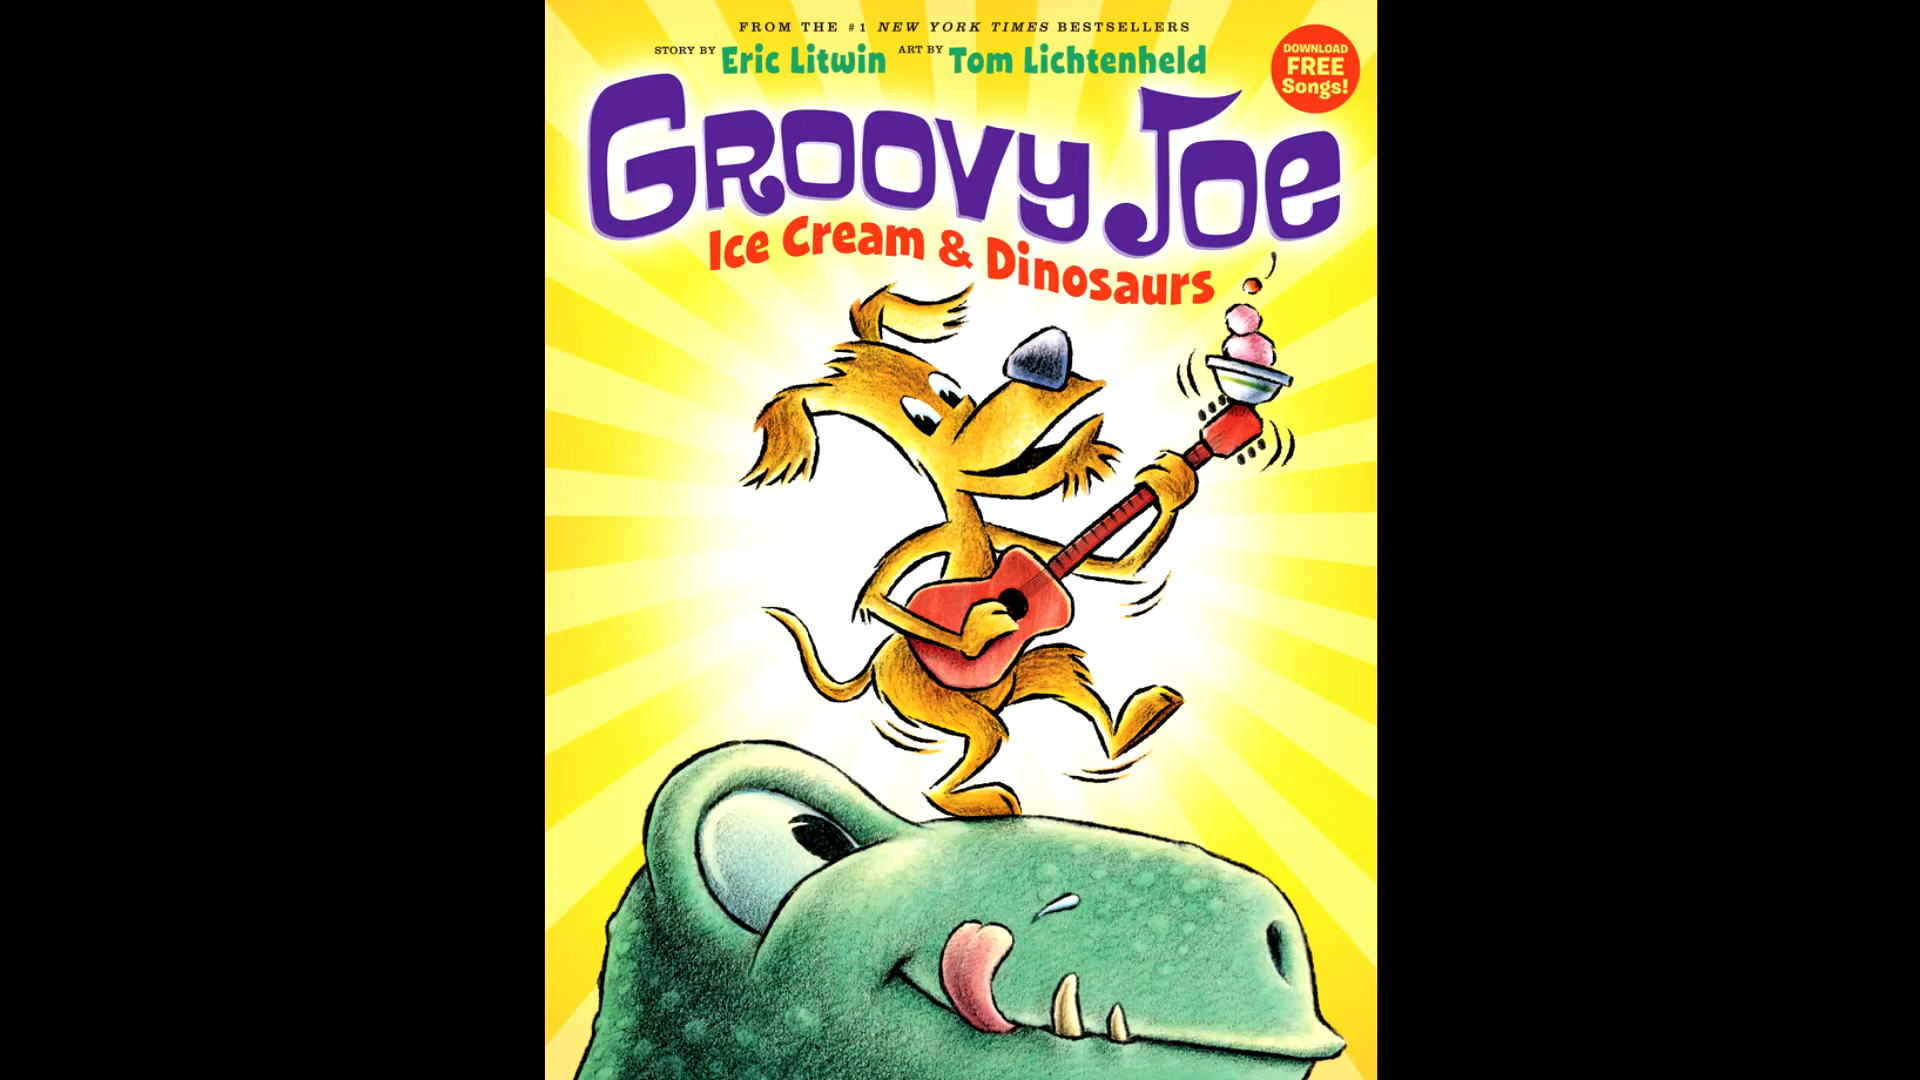 FROM THE #1 NEW YORK TIMES BESTSELLERS
STORY BY Eric Litwin ART BY Tom Lichtenheld
DOWNLOAD
FREE
Songs!
GROOVY JOE
Ice Cream & Dinosaurs